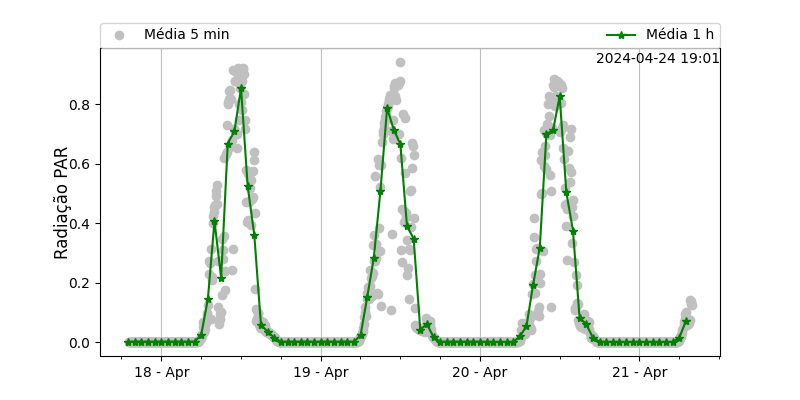 Média 5 min
Média 1 h
2024-04-24 19:01
Radiação PAR
0.8
0.6
0.4
0.2
0.0
18 - Apr
19 - Apr
20 - Apr
21 - Apr